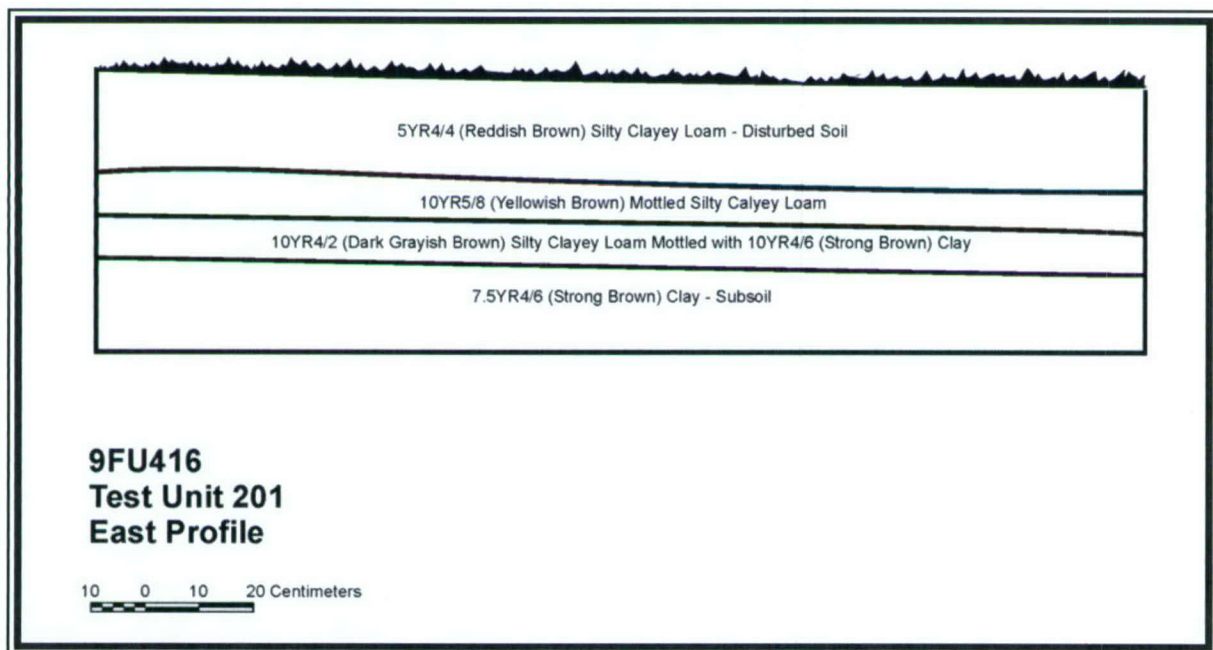 5YR4/4 (Reddish Brown) Silty Clayey Loam - Disturbed Soil
10YR5/8 (Yellowish Brown) Mottled Silty Calyey Loam
10YR4/2 (Dark Grayish Brown) Silty Clayey Loam Mottled with 10YR4/6 (Strong Brown) Clay
7.5YR4/6 (Strong Brown) Clay - Subsoil
9FU416
Test Unit 201
East Profile
10 0 10 20 Centimeters